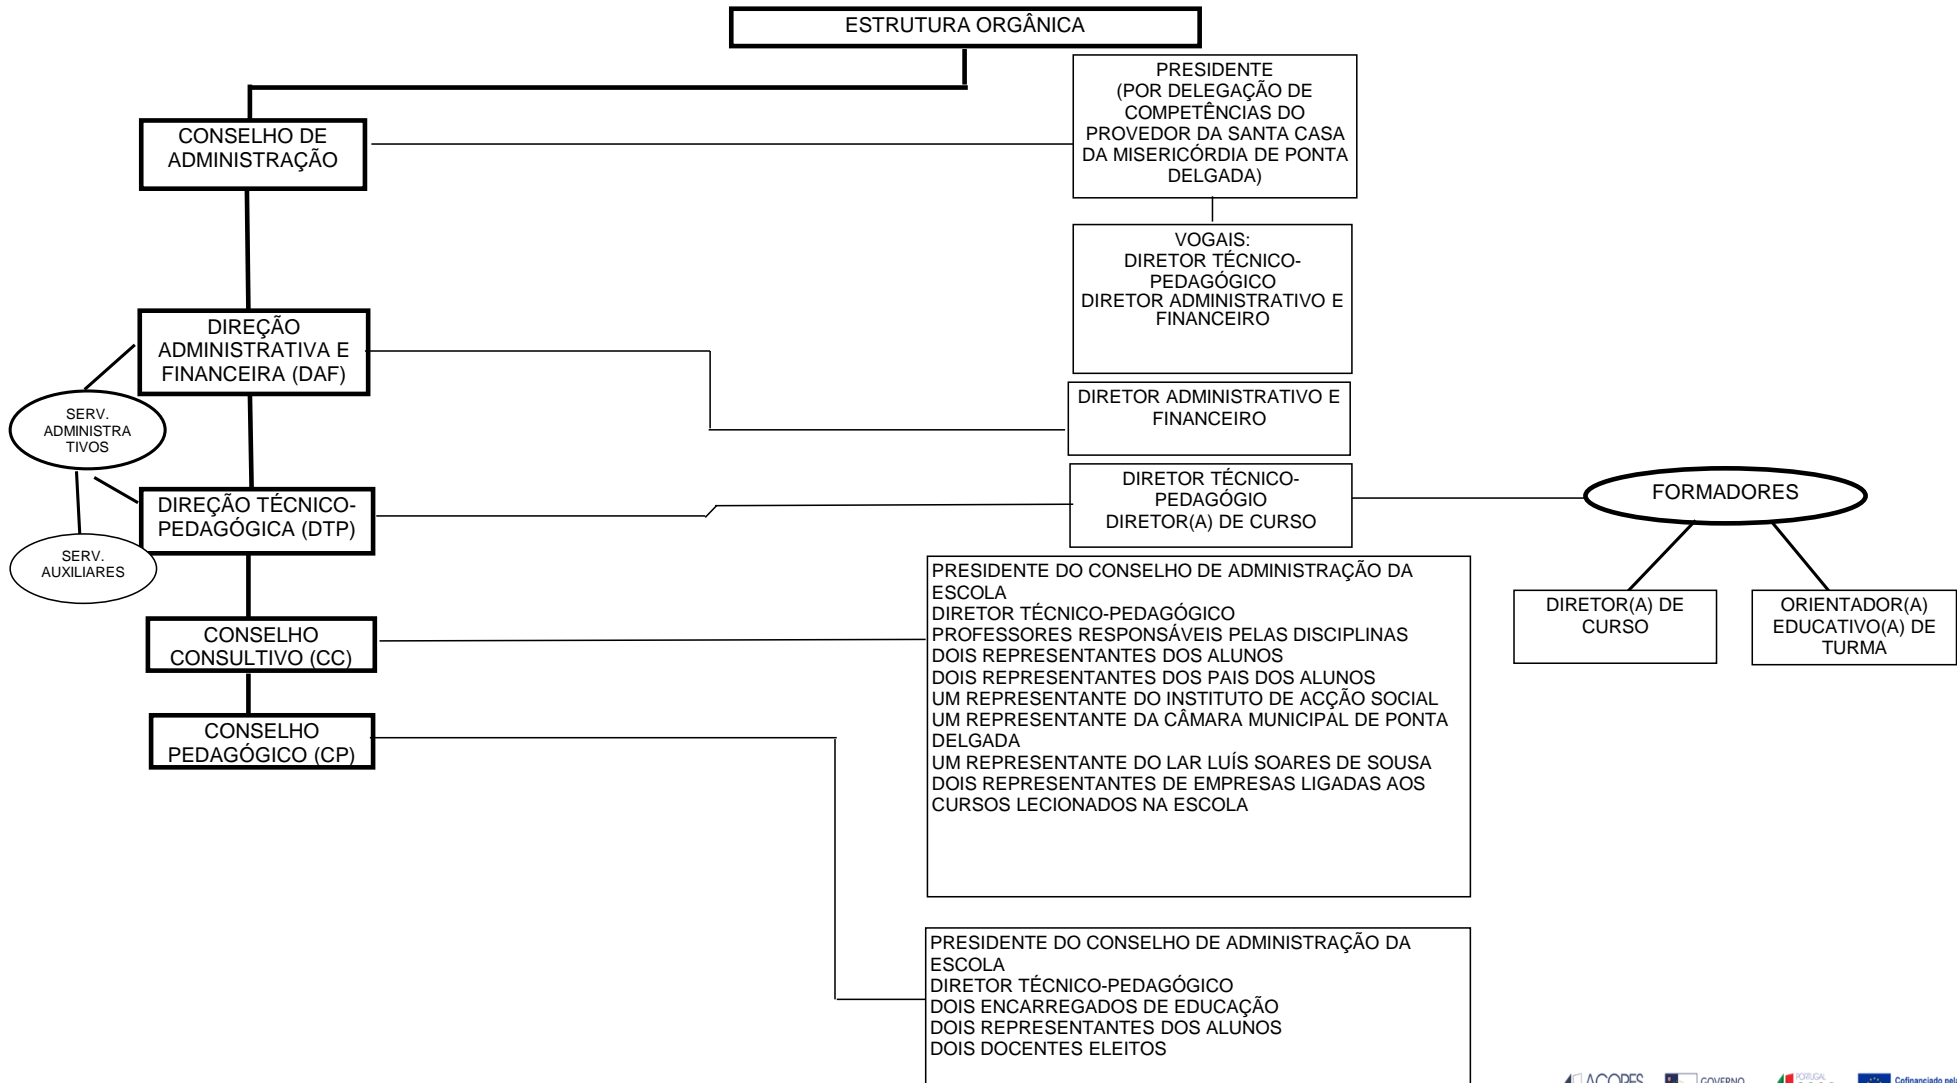 ESTRUTURA ORGÂNICA
PRESIDENTE
(POR DELEGAÇÃO DE
COMPETÊNCIAS DO
PROVEDOR DA SANTA CASA
DA MISERICÓRDIA DE PONTA
DELGADA)
CONSELHO DE
ADMINISTRAÇÃO
VOGAIS:
DIRETOR TÉCNICO-
PEDAGÓGICO
DIRETOR ADMINISTRATIVO E
FINANCEIRO
DIREÇÃO
ADMINISTRATIVA E
FINANCEIRA (DAF)
DIRETOR ADMINISTRATIVO E
FINANCEIRO
SERV.
ADMINISTRA
TIVOS
DIREÇÃO TÉCNICO-
PEDAGÓGICA (DTP)
DIRETOR TÉCNICO-
PEDAGÓGIO
DIRETOR(A) DE CURSO
FORMADORES
SERV.
AUXILIARES
DIRETOR(A) DE
CURSO
ORIENTADOR(A)
EDUCATIVO(A) DE
TURMA
CONSELHO
CONSULTIVO (CC)
PRESIDENTE DO CONSELHO DE ADMINISTRAÇÃO DA
ESCOLA
DIRETOR TÉCNICO-PEDAGÓGICO
PROFESSORES RESPONSÁVEIS PELAS DISCIPLINAS
DOIS REPRESENTANTES DOS ALUNOS
DOIS REPRESENTANTES DOS PAIS DOS ALUNOS
UM REPRESENTANTE DO INSTITUTO DE ACÇÃO SOCIAL
UM REPRESENTANTE DA CÂMARA MUNICIPAL DE PONTA
DELGADA
UM REPRESENTANTE DO LAR LUÍS SOARES DE SOUSA
DOIS REPRESENTANTES DE EMPRESAS LIGADAS AOS
CURSOS LECIONADOS NA ESCOLA
CONSELHO
PEDAGÓGICO (CP)
PRESIDENTE DO CONSELHO DE ADMINISTRAÇÃO DA
ESCOLA
DIRETOR TÉCNICO-PEDAGÓGICO
DOIS ENCARREGADOS DE EDUCAÇÃO
DOIS REPRESENTANTES DOS ALUNOS
DOIS DOCENTES ELEITOS
AÇORES
GOVERNO
PORTUGAL
Cofinanciado pela